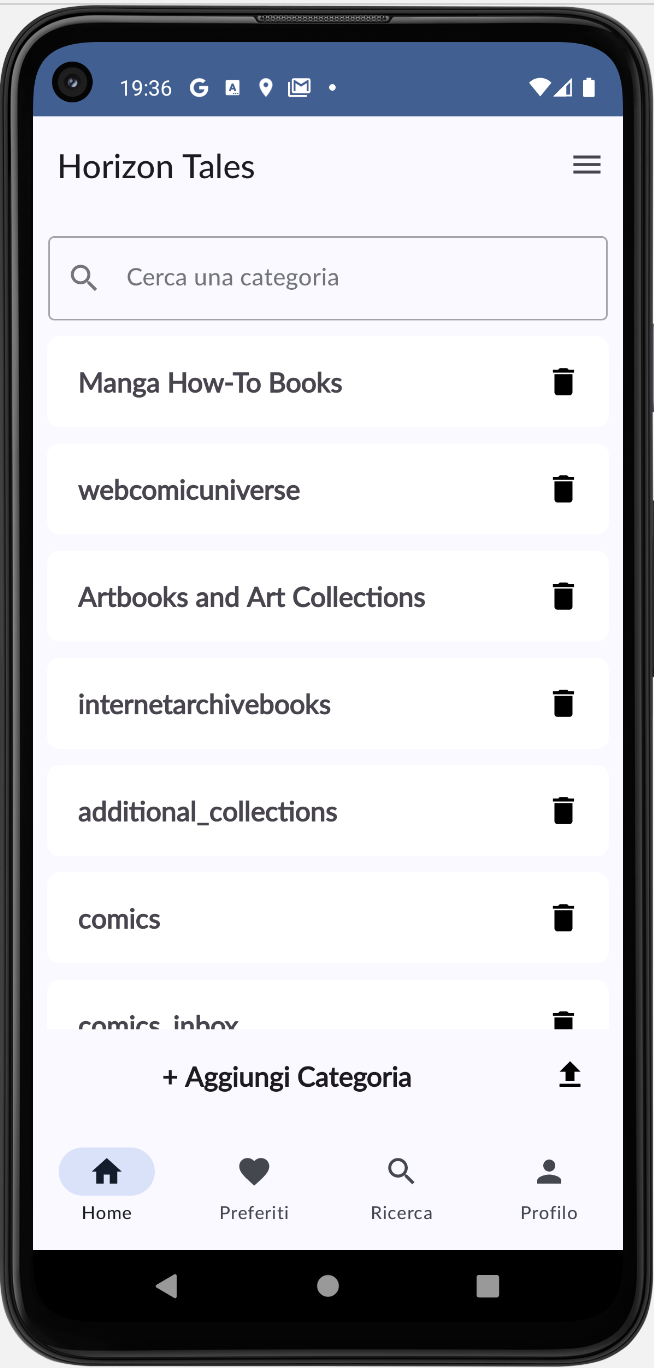 19:36
Horizon Tales
Cerca una categoria
Manga How-To Books
webcomicuniverse
Artbooks and Art Collections
internetarchivebooks
additional_collections
comics
comics_inbox
+ Aggiungi Categoria
Home Preferiti Ricerca Profilo